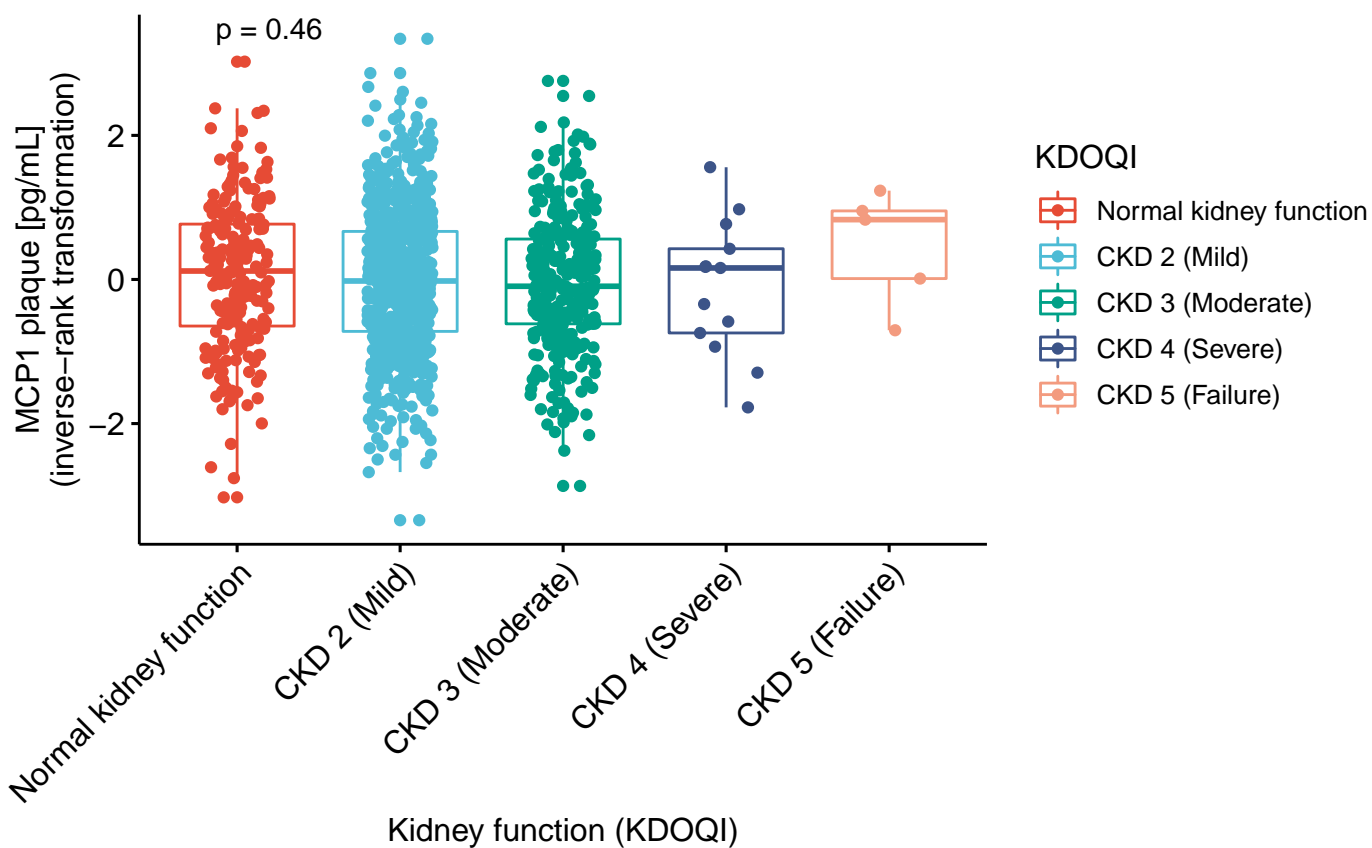 p = 0.46
MCP1 plaque [pg/mL]
(inverse−rank transformation)
2
0
−2
Normal kidney function
CKD 2 (Mild)
CKD 3 (Moderate)
CKD 4 (Severe)
CKD 5 (Failure)
Kidney function (KDOQI)
KDOQI
Normal kidney function
CKD 2 (Mild)
CKD 3 (Moderate)
CKD 4 (Severe)
CKD 5 (Failure)